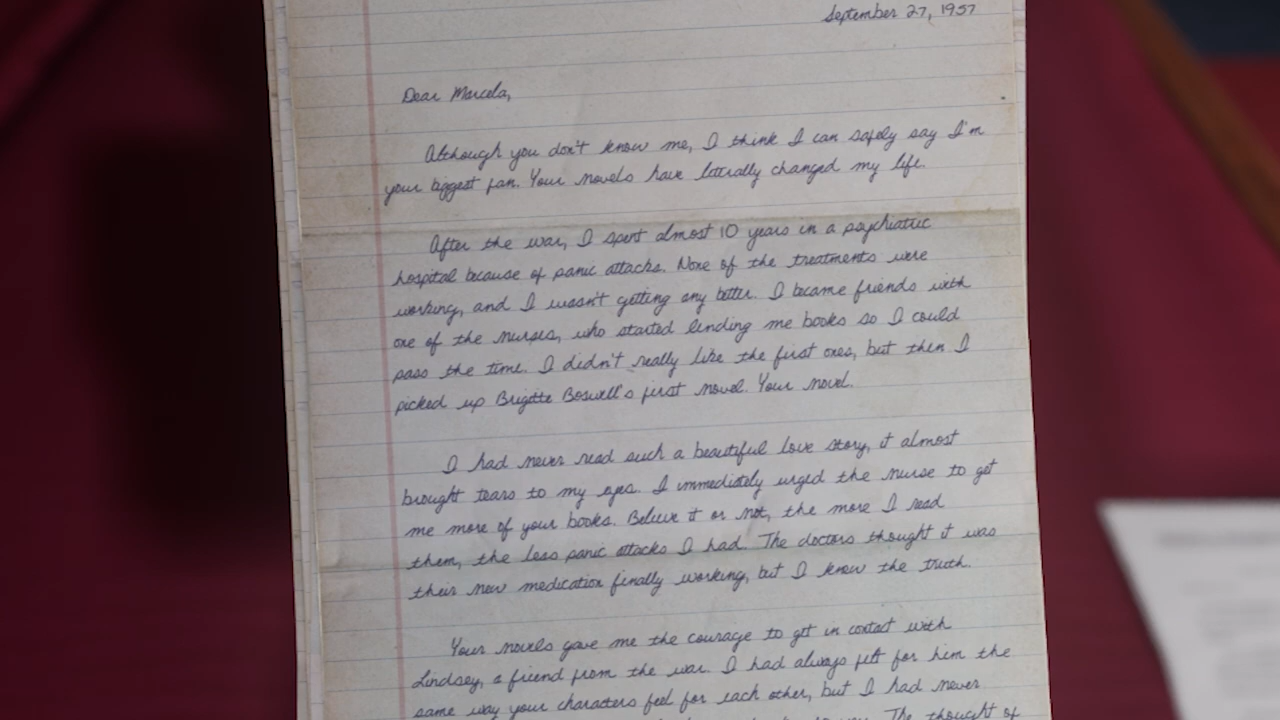 September 27, 1957
Dear Marcela,
Although you don't know me, I think I can safely say I'm
your biggest fan. Your novels have literally changed my life.
After the war, I spent almost 10 years in a psychiatric
hospital because of panic attacks. None of the treatments were
working, and I wasn't getting any better. I became friends with
one of the nurses, who started lending me books so I could
pass the time. I didn't really like the first ones, but then I
picked up Brigitte Boswell's first novel. Your novel.
I had never read such a beautiful love story, it almost
brought tears to my eyes. I immediately urged the nurse to get
me more of your books. Believe it or not, the more I read
them, the less panic attacks I had. The doctors thought it was
their new medication finally working, but I knew the truth.
Your novels gave me the courage to get in contact with
Lindsey, a friend from the war. I had always felt for him the
same way your characters feel for each other, but I had never
The thought of